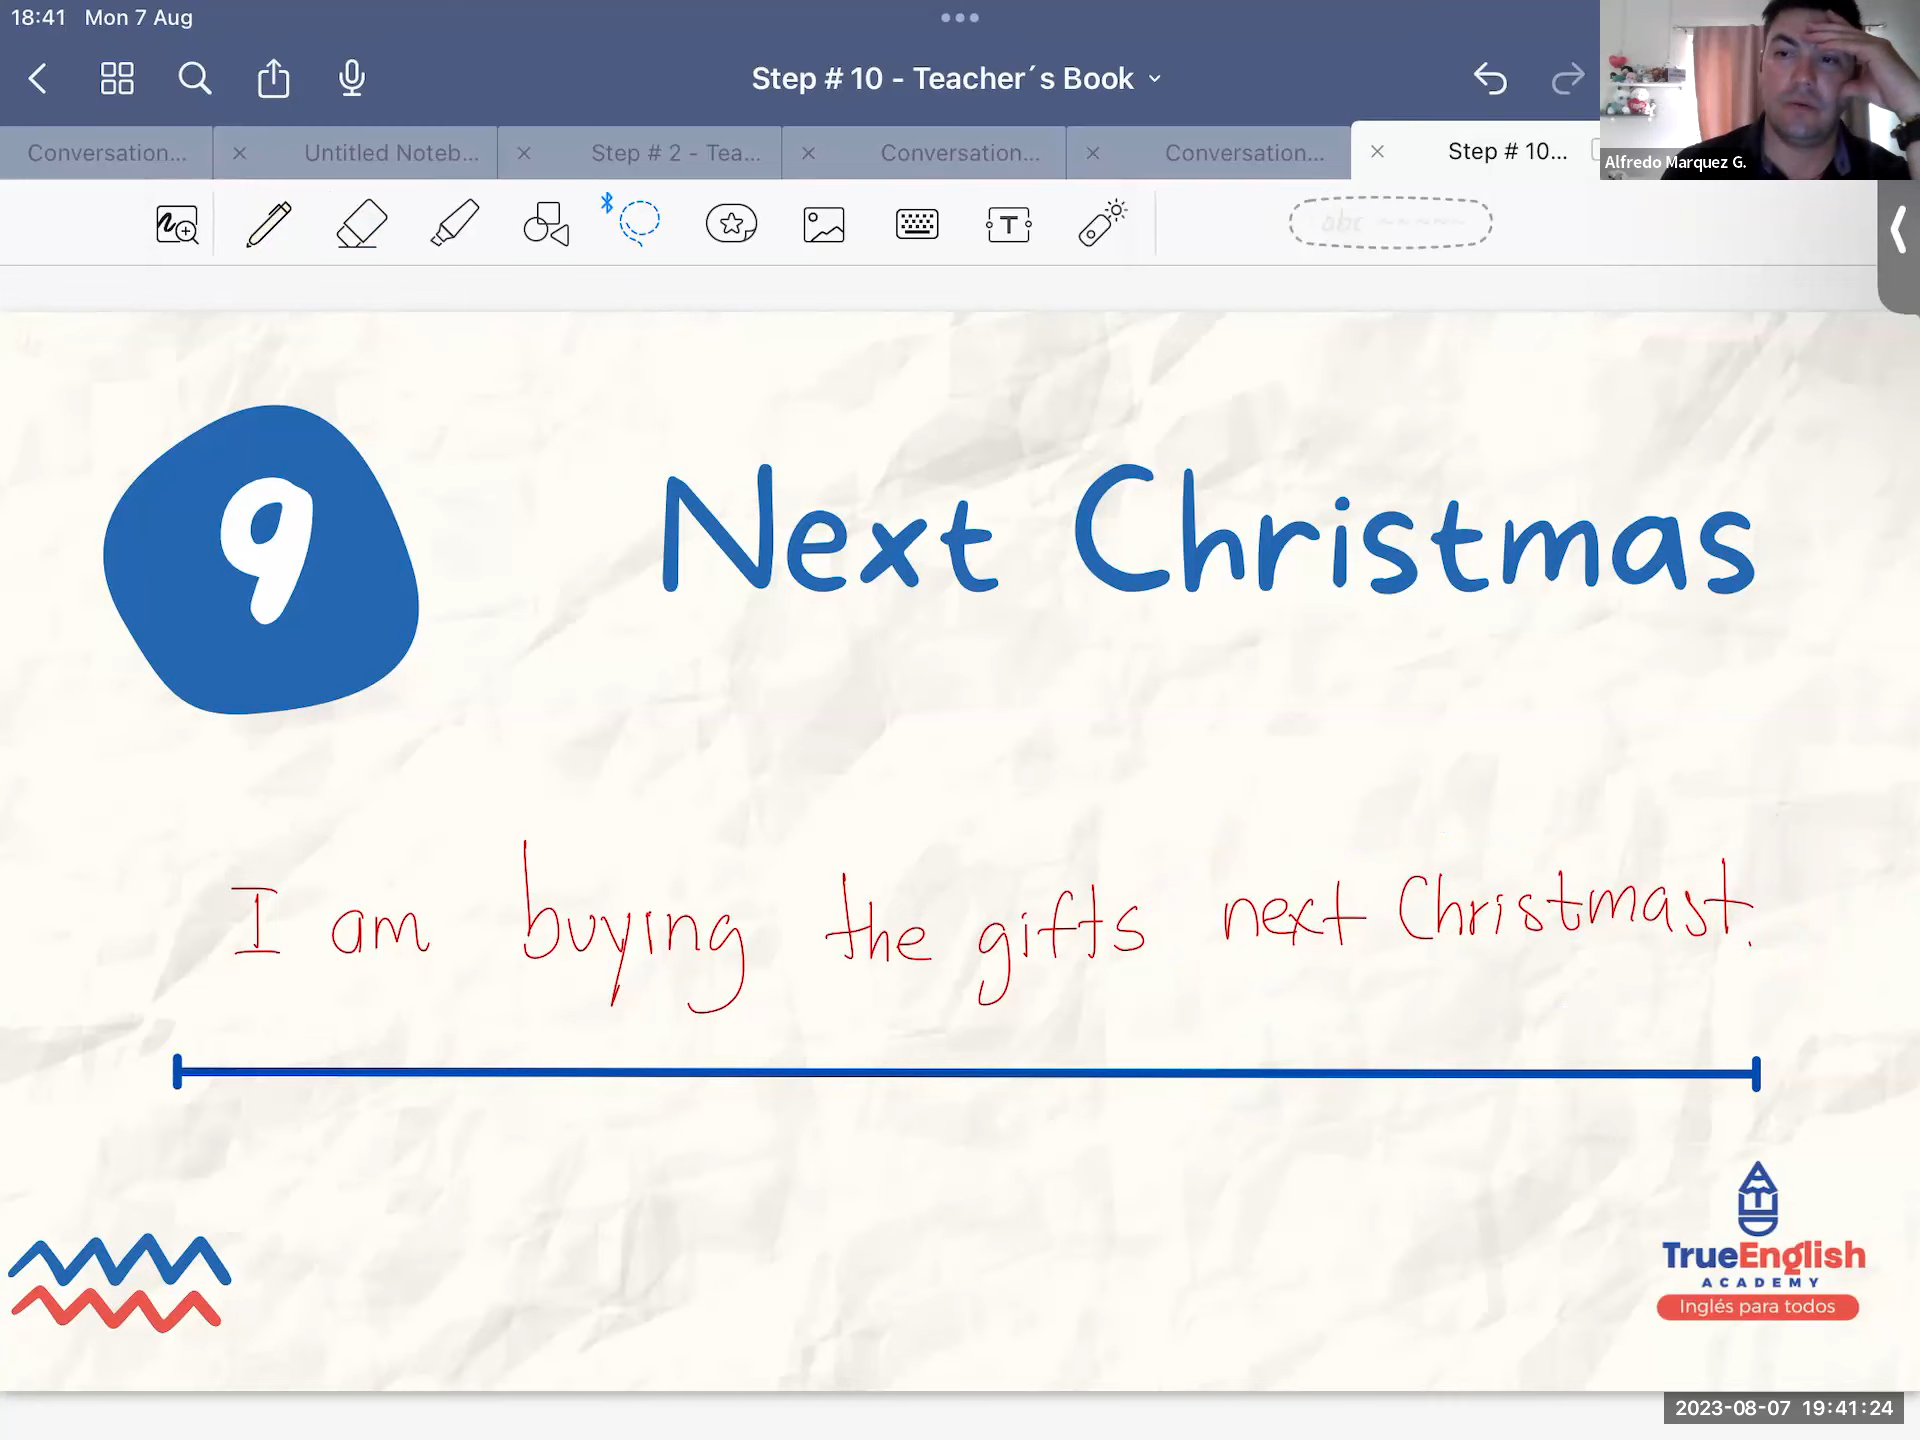 18:41 Mon 7 Aug
Step # 10 - Teacher´s Book
Conversation...
Untitled Noteb...
Step # 2 - Tea...
Conversation...
Conversation...
Step # 10...
Alfredo Marquez G.
T
abc
9
Next Christmas
I am buying the gifts next Christmast.
TrueEnglish
ACADEMY
Inglés para todos
2023-08-07 19:41:24